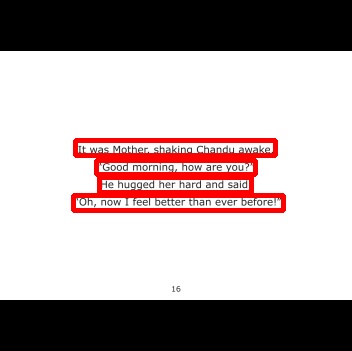 It was Mother, shaking Chandu awake.
"Good morning, how are you?"
He hugged her hard and said
"Oh, now I feel better than ever before!"
16